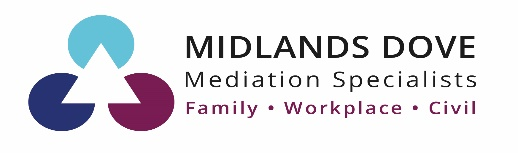 MIDLANDS DOVE
Mediation Specialists
Family • Workplace • Civil